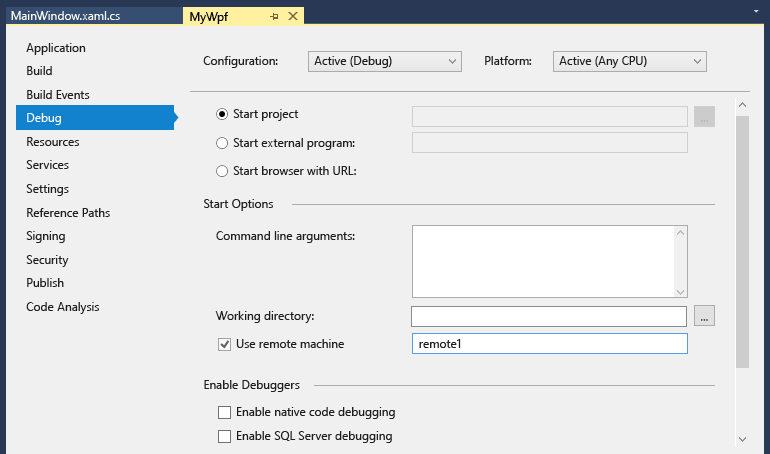 MainWindow.xaml.cs
MyWpf
Application
Build
Build Events
Debug
Resources
Services
Settings
Reference Paths
Signing
Security
Publish
Code Analysis
Configuration: Active (Debug) Platform: Active (Any CPU)
Start project
...
Start external program:
Start browser with URL:
Start Options
Command line arguments:
Working directory:
...
Use remote machine remote1
Enable Debuggers
Enable native code debugging
Enable SQL Server debugging